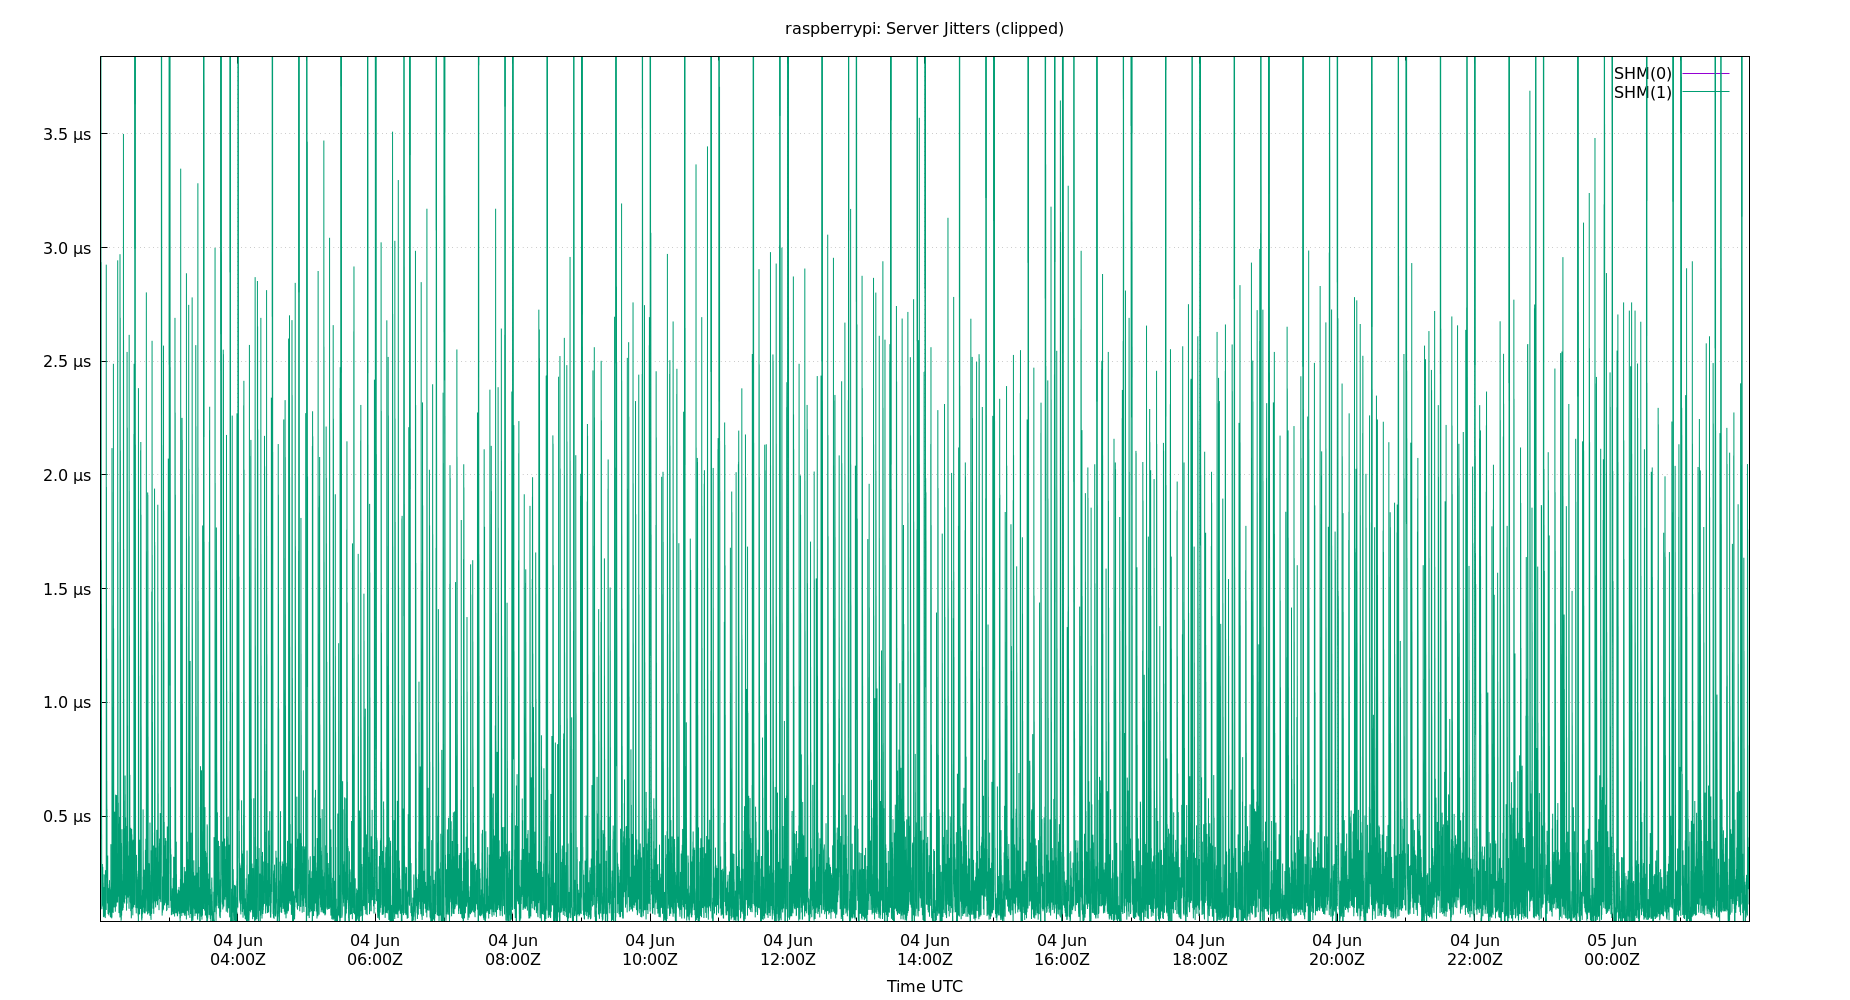 raspberrypi: Server Jitters (clipped)
SHM(0)
SHM(1)
3.5 µs
3.0 µs
2.5 µs
2.0 µs
1.5 µs
1.0 µs
0.5 µs
04 Jun 04 Jun 04 Jun 04 Jun 04 Jun 04 Jun 04 Jun 04 Jun 04 Jun 04 Jun 05 Jun
04:00Z 06:00Z 08:00Z 10:00Z 12:00Z 14:00Z 16:00Z 18:00Z 20:00Z 22:00Z 00:00Z
Time UTC